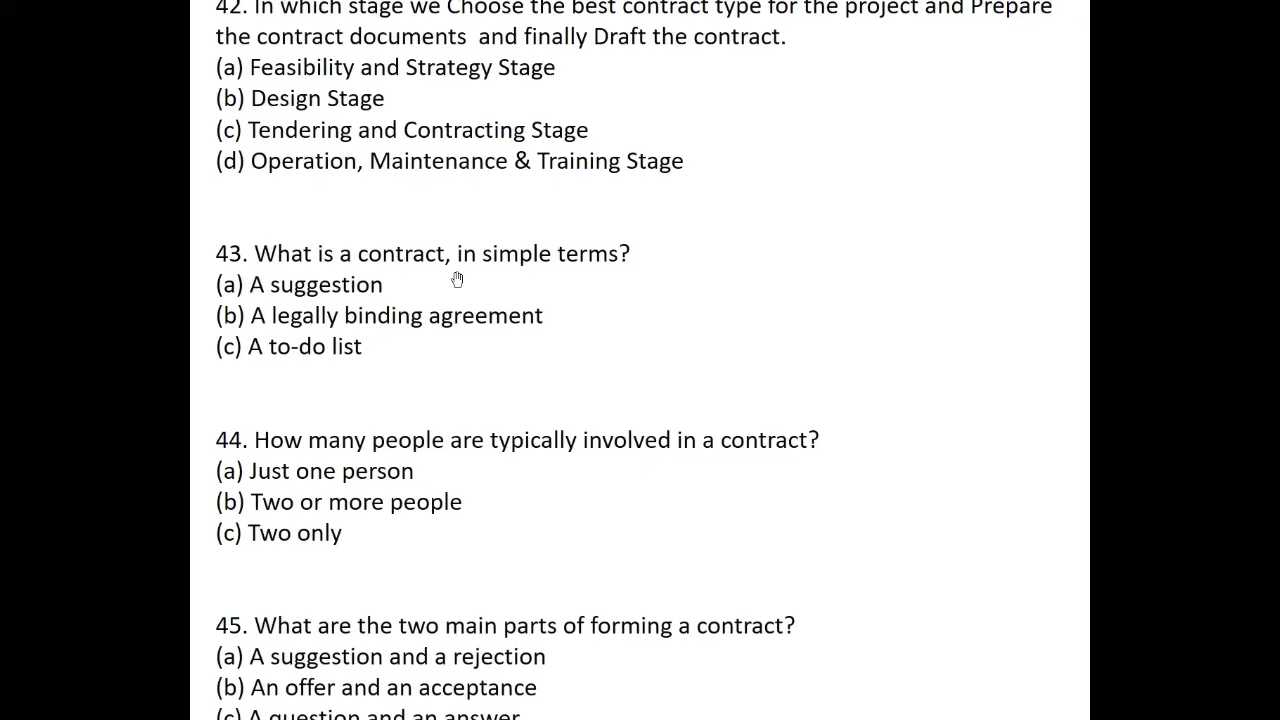 42. In which stage we Choose the best contract type for the project and Prepare
the contract documents  and finally Draft the contract.
(a) Feasibility and Strategy Stage
(b) Design Stage
(c) Tendering and Contracting Stage
(d) Operation, Maintenance & Training Stage
43. What is a contract, in simple terms?
(a) A suggestion
(b) A legally binding agreement
(c) A to-do list
44. How many people are typically involved in a contract?
(a) Just one person
(b) Two or more people
(c) Two only
45. What are the two main parts of forming a contract?
(a) A suggestion and a rejection
(b) An offer and an acceptance
(c) A question and an answer